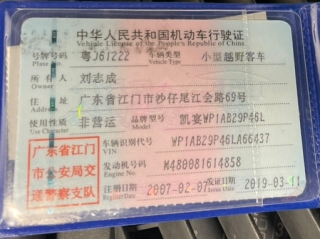 中华人民共和国机动车行驶证
Vehicle License of the People's Republic of China
号牌号码 粤J61222 车辆类型 小型越野客车
Plate No. Vehicle Type
所有人 刘志成
Owner
住址 广东省江门市沙仔尾江会路69号
Address
使用性质 非营运 品牌型号 凯宴WP1AB29P46L
Use Character Model
广东省江门市公安局交通警察支队
车辆识别代号 WP1AB29P46LA66437
VIN
发动机号码 M480081614858
Engine No.
注册日期 2007-02-07 发证日期 2019-03-11
Register Date Issue Date